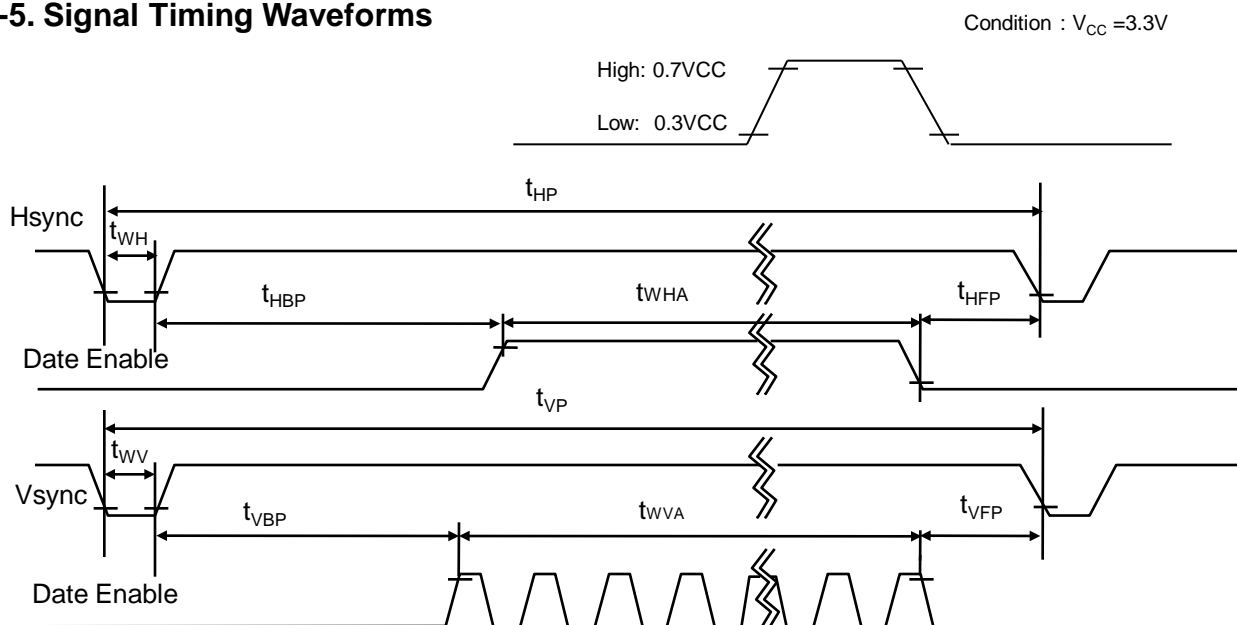 -5. Signal Timing Waveforms
Condition : VCC =3.3V
High: 0.7VCC
Low: 0.3VCC
tHP
Hsync
tWH
tHBP
tWHA
tHFP
Date Enable
tVP
tWV
Vsync
tVBP
tWVA
tVFP
Date Enable